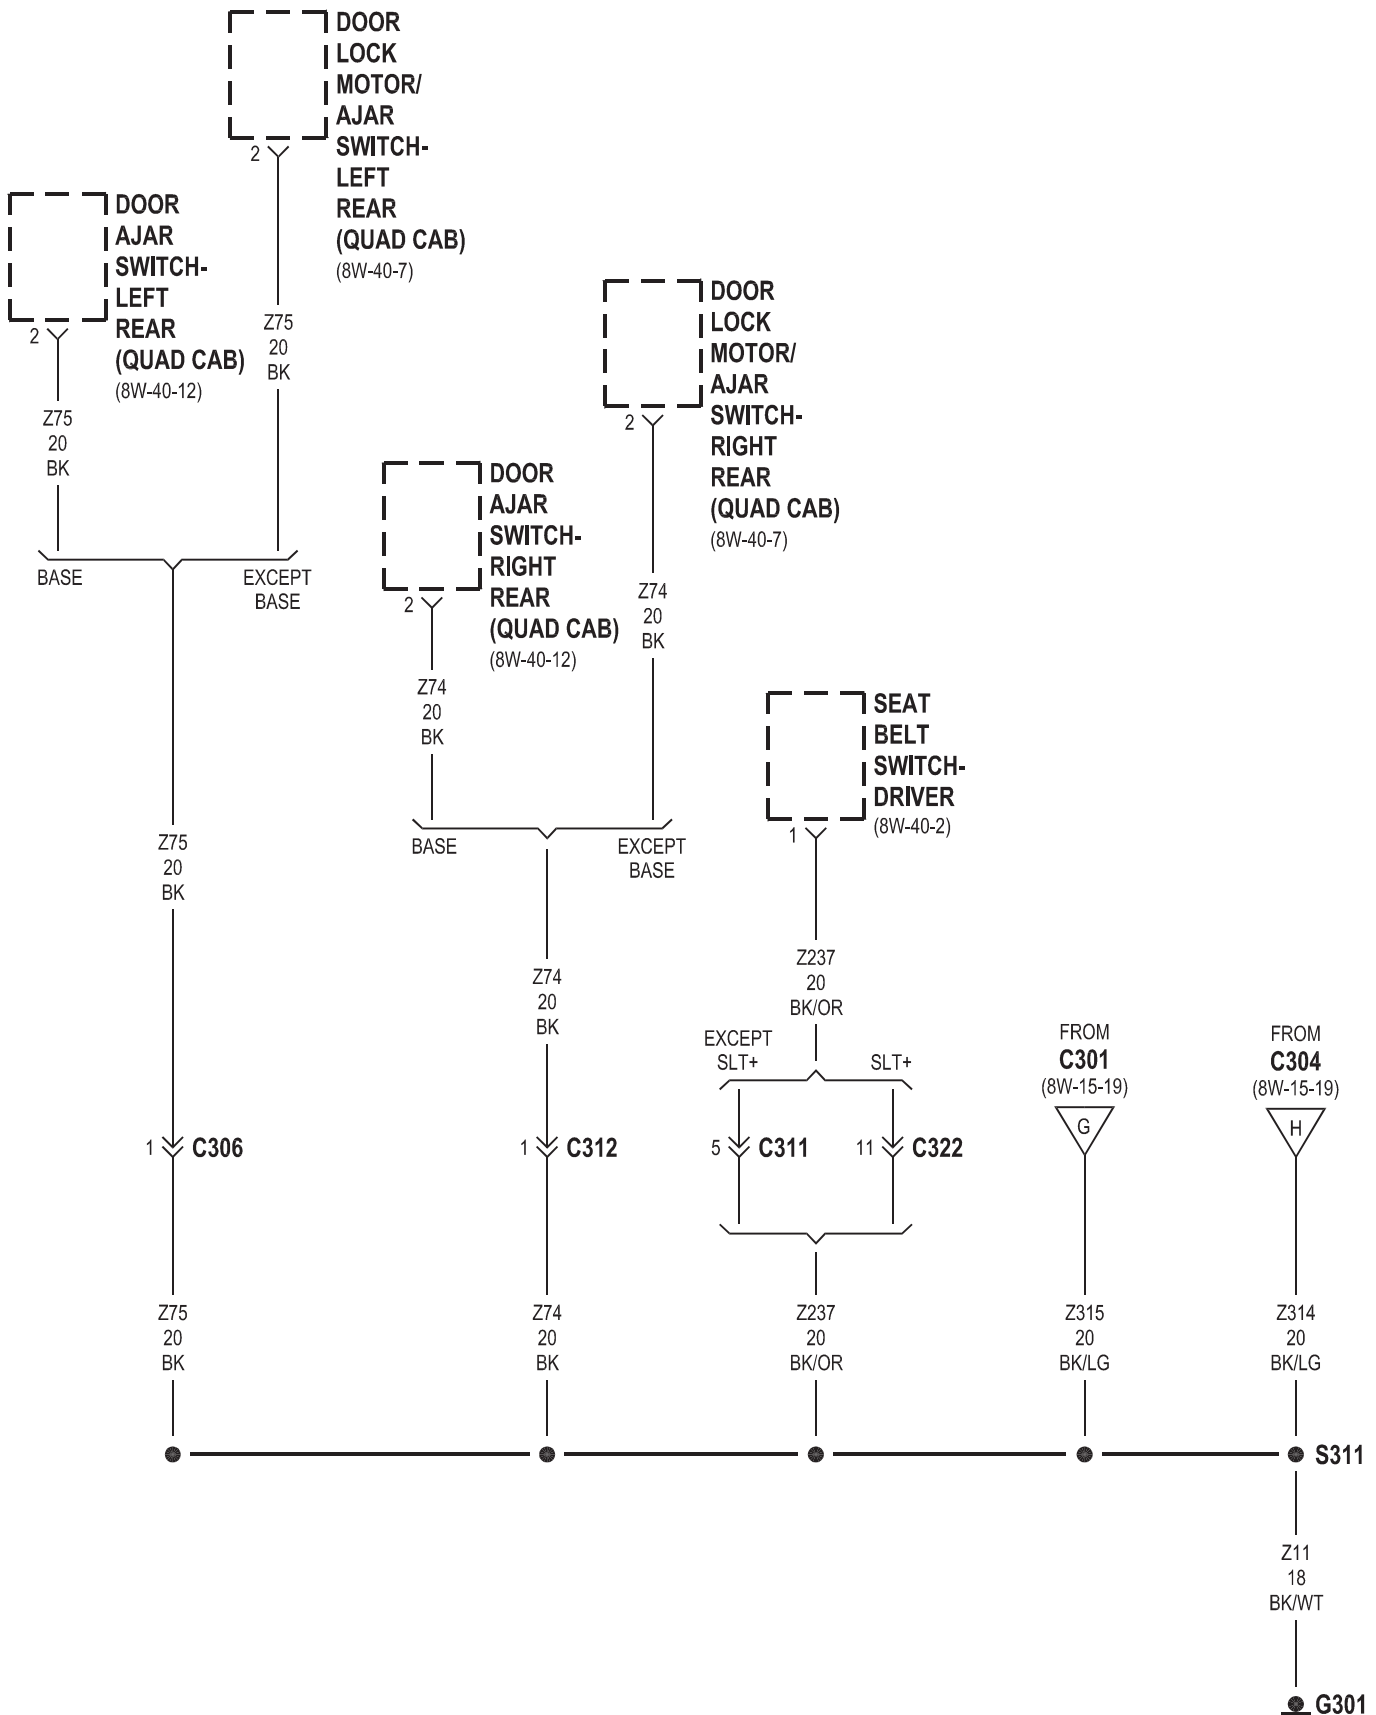 DOOR
LOCK
MOTOR/
AJAR
SWITCH-
LEFT
REAR
(QUAD CAB)
(8W-40-7)
2
DOOR
AJAR
SWITCH-
LEFT
REAR
(QUAD CAB)
(8W-40-12)
2
Z75
20
BK
Z75
20
BK
BASE
EXCEPT
BASE
DOOR
LOCK
MOTOR/
AJAR
SWITCH-
RIGHT
REAR
(QUAD CAB)
(8W-40-7)
2
DOOR
AJAR
SWITCH-
RIGHT
REAR
(QUAD CAB)
(8W-40-12)
2
Z74
20
BK
Z74
20
BK
BASE
EXCEPT
BASE
SEAT
BELT
SWITCH-
DRIVER
(8W-40-2)
1
Z75
20
BK
Z74
20
BK
Z237
20
BK/OR
EXCEPT
SLT+
SLT+
FROM
C301
(8W-15-19)
G
FROM
C304
(8W-15-19)
H
1 C306
1 C312
5 C311
11 C322
Z75
20
BK
Z74
20
BK
Z237
20
BK/OR
Z315
20
BK/LG
Z314
20
BK/LG
S311
Z11
18
BK/WT
G301